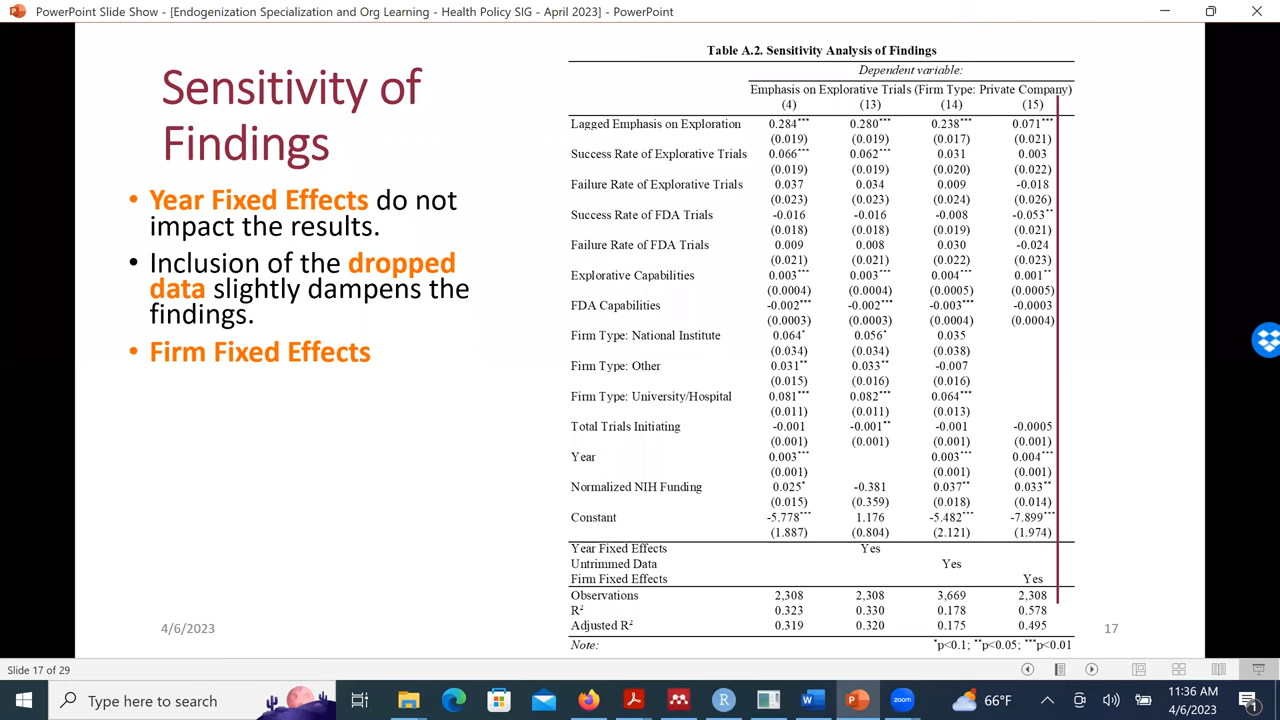 PowerPoint Slide Show - [Endogenization Specialization and Org Learning - Health Policy SIG - April 2023] - PowerPoint
Sensitivity of
Findings
• Year Fixed Effects do not
impact the results.
• Inclusion of the dropped
data slightly dampens the
findings.
• Firm Fixed Effects
Table A.2. Sensitivity Analysis of Findings
Dependent variable:
Emphasis on Explorative Trials (Firm Type: Private Company)
(4) (13) (14) (15)
Lagged Emphasis on Exploration 0.284*** 0.280*** 0.238*** 0.071***
(0.019) (0.019) (0.017) (0.021)
Success Rate of Explorative Trials 0.066*** 0.062*** 0.031 0.003
(0.019) (0.019) (0.020) (0.022)
Failure Rate of Explorative Trials 0.037 0.034 0.009 -0.018
(0.023) (0.023) (0.024) (0.026)
Success Rate of FDA Trials -0.016 -0.016 -0.008 -0.053**
(0.018) (0.018) (0.019) (0.021)
Failure Rate of FDA Trials 0.009 0.008 0.030 -0.024
(0.021) (0.021) (0.022) (0.023)
Explorative Capabilities 0.003*** 0.003*** 0.004*** 0.001**
(0.0004) (0.0004) (0.0005) (0.0005)
FDA Capabilities -0.002*** -0.002*** -0.003*** -0.0003
(0.0003) (0.0003) (0.0004) (0.0004)
Firm Type: National Institute 0.064* 0.056* 0.035
(0.034) (0.034) (0.038)
Firm Type: Other 0.031** 0.033** -0.007
(0.015) (0.016) (0.016)
Firm Type: University/Hospital 0.081*** 0.082*** 0.064***
(0.011) (0.011) (0.013)
Total Trials Initiating -0.001 -0.001** -0.001 -0.0005
(0.001) (0.001) (0.001) (0.001)
Year 0.003*** 0.003*** 0.004***
(0.001) (0.001) (0.001)
Normalized NIH Funding 0.025* -0.381 0.037** 0.033**
(0.015) (0.359) (0.018) (0.014)
Constant -5.778*** 1.176 -5.482*** -7.899***
(1.887) (0.804) (2.121) (1.974)
Year Fixed Effects Yes
Untrimmed Data Yes
Firm Fixed Effects Yes
Observations 2,308 2,308 3,669 2,308
R² 0.323 0.330 0.178 0.578
Adjusted R² 0.319 0.320 0.175 0.495
Note: *p<0.1; **p<0.05; ***p<0.01
4/6/2023
17
Slide 17 of 29
Type here to search
66°F
11:36 AM
4/6/2023
1